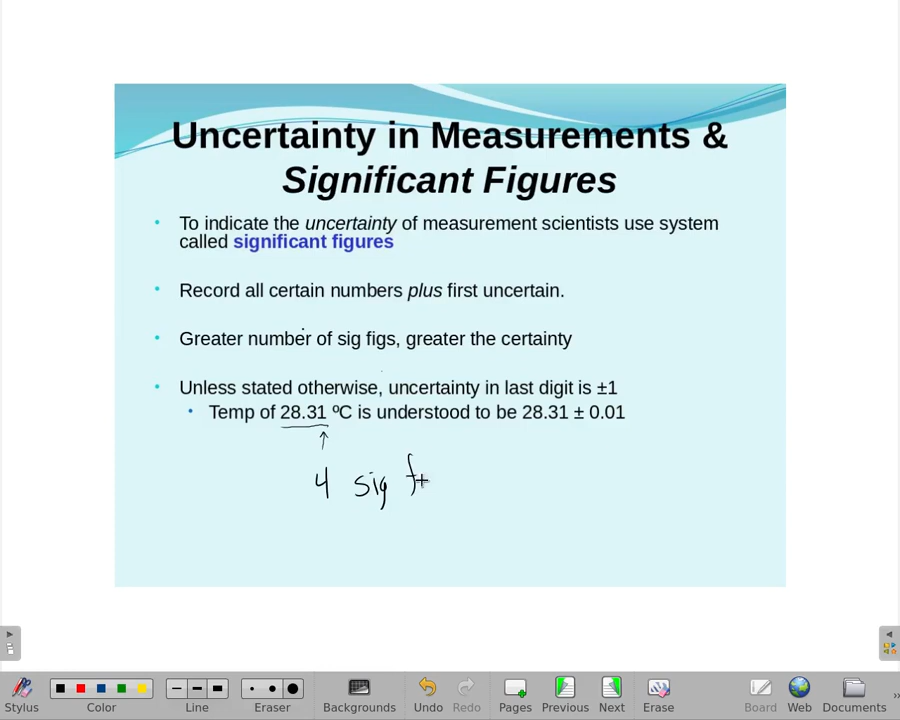 Uncertainty in Measurements &
Significant Figures
• To indicate the uncertainty of measurement scientists use system
called significant figures
• Record all certain numbers plus first uncertain.
• Greater number of sig figs, greater the certainty
• Unless stated otherwise, uncertainty in last digit is ±1
• Temp of 28.31 ºC is understood to be 28.31 ± 0.01
4 sig f
Stylus Color Line Eraser Backgrounds Undo Redo Pages Previous Next Erase Board Web Documents